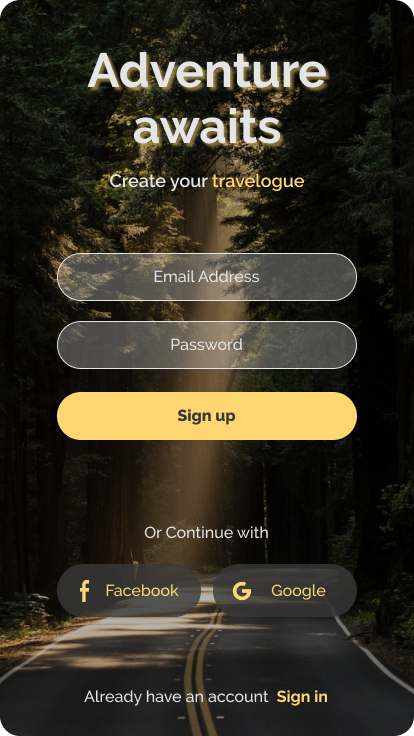 Adventure
awaits
Create your travelogue
Email Address
Password
Sign up
Or Continue with
Facebook
Google
Already have an account Sign in